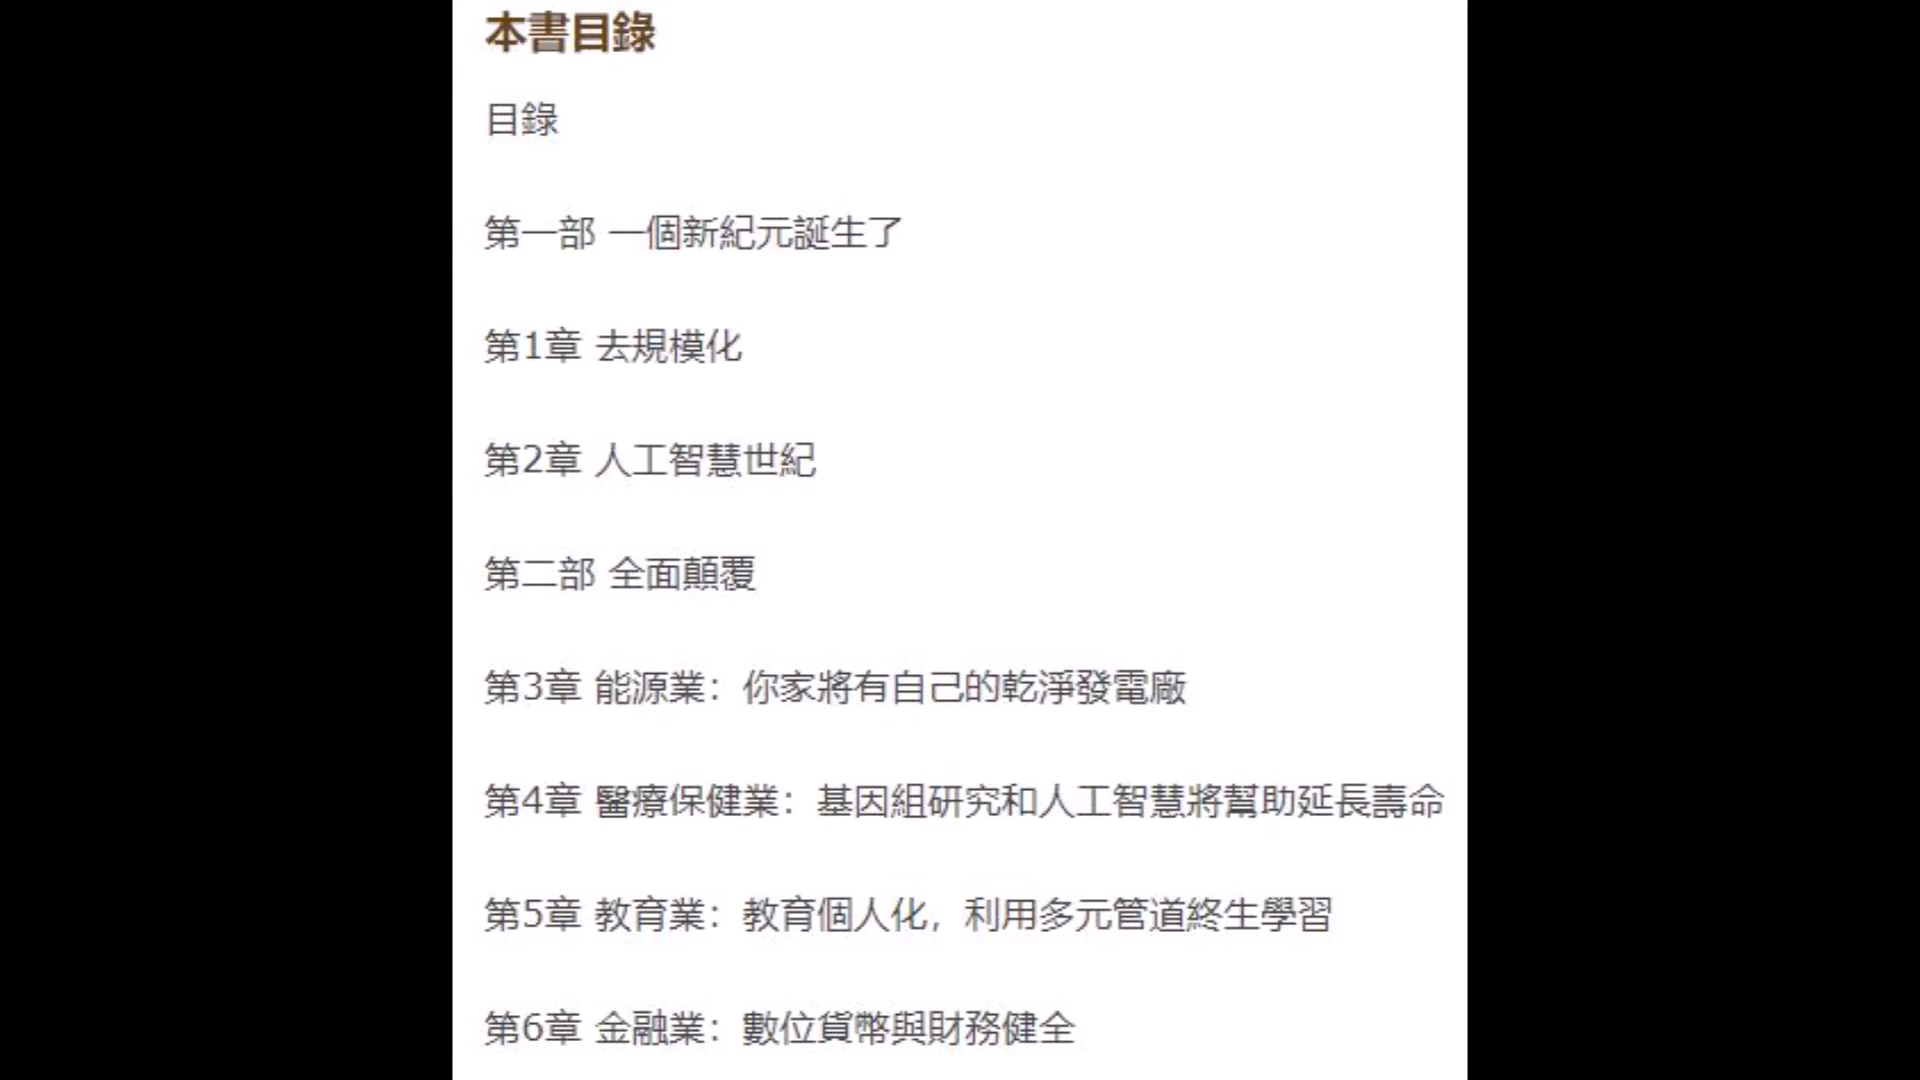 本書目錄
目錄
第一部 一個新紀元誕生了
第1章 去規模化
第2章 人工智慧世紀
第二部 全面顛覆
第3章 能源業：你家將有自己的乾淨發電廠
第4章 醫療保健業：基因組研究和人工智慧將幫助延長壽命
第5章 教育業：教育個人化，利用多元管道終生學習
第6章 金融業：數位貨幣與財務健全